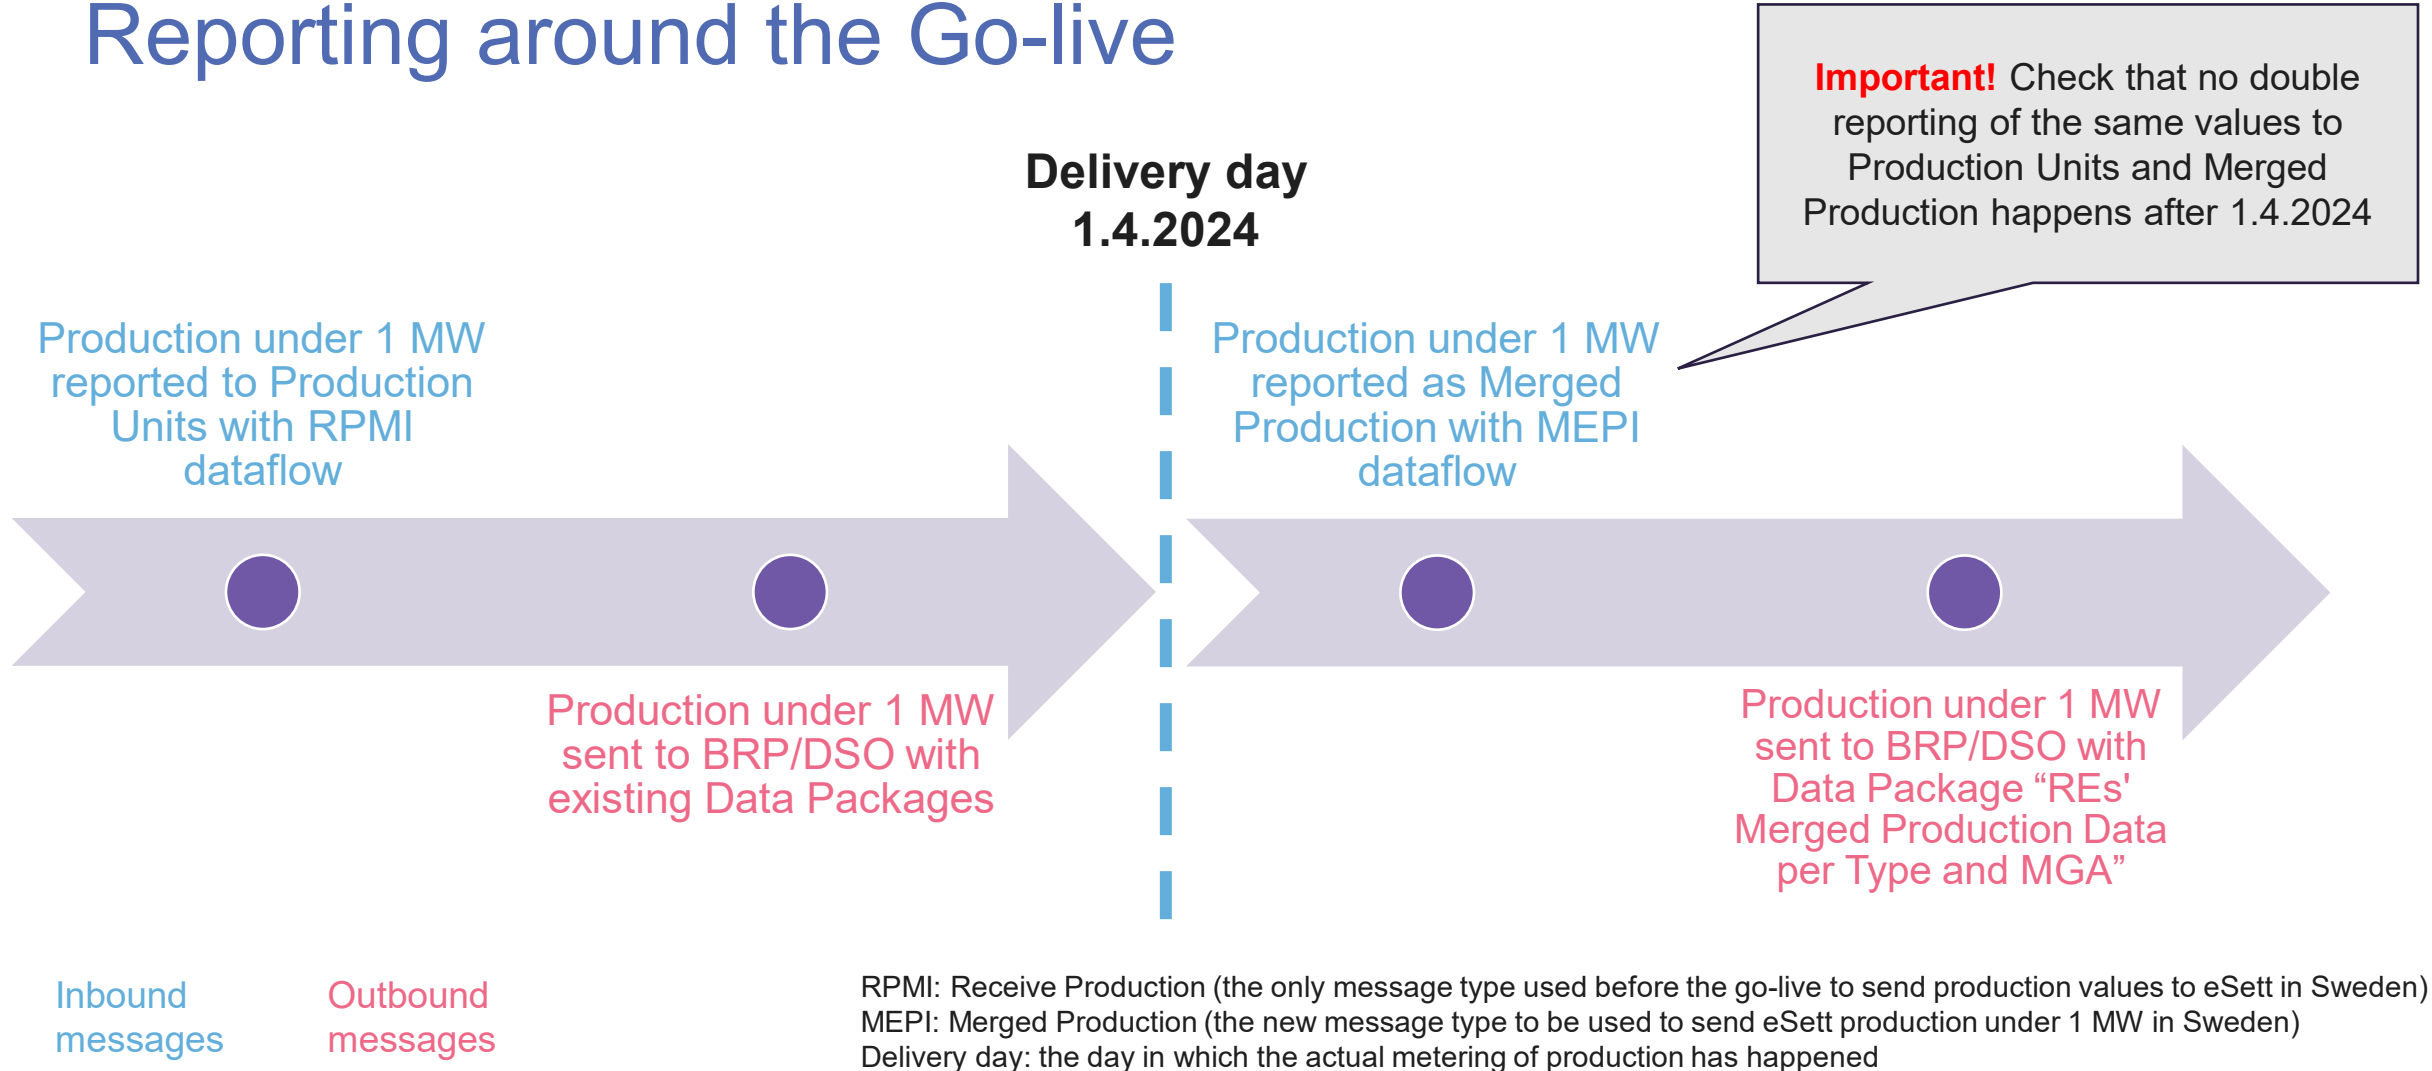 Reporting around the Go-live
Important! Check that no double
reporting of the same values to
Production Units and Merged
Production happens after 1.4.2024
Delivery day
1.4.2024
Production under 1 MW
reported to Production
Units with RPMI
dataflow
Production under 1 MW
reported as Merged
Production with MEPI
dataflow
Production under 1 MW
sent to BRP/DSO with
existing Data Packages
Production under 1 MW
sent to BRP/DSO with
Data Package “REs'
Merged Production Data
per Type and MGA”
Inbound
messages
Outbound
messages
RPMI: Receive Production (the only message type used before the go-live to send production values to eSett in Sweden)
MEPI: Merged Production (the new message type to be used to send eSett production under 1 MW in Sweden)
Delivery day: the day in which the actual metering of production has happened